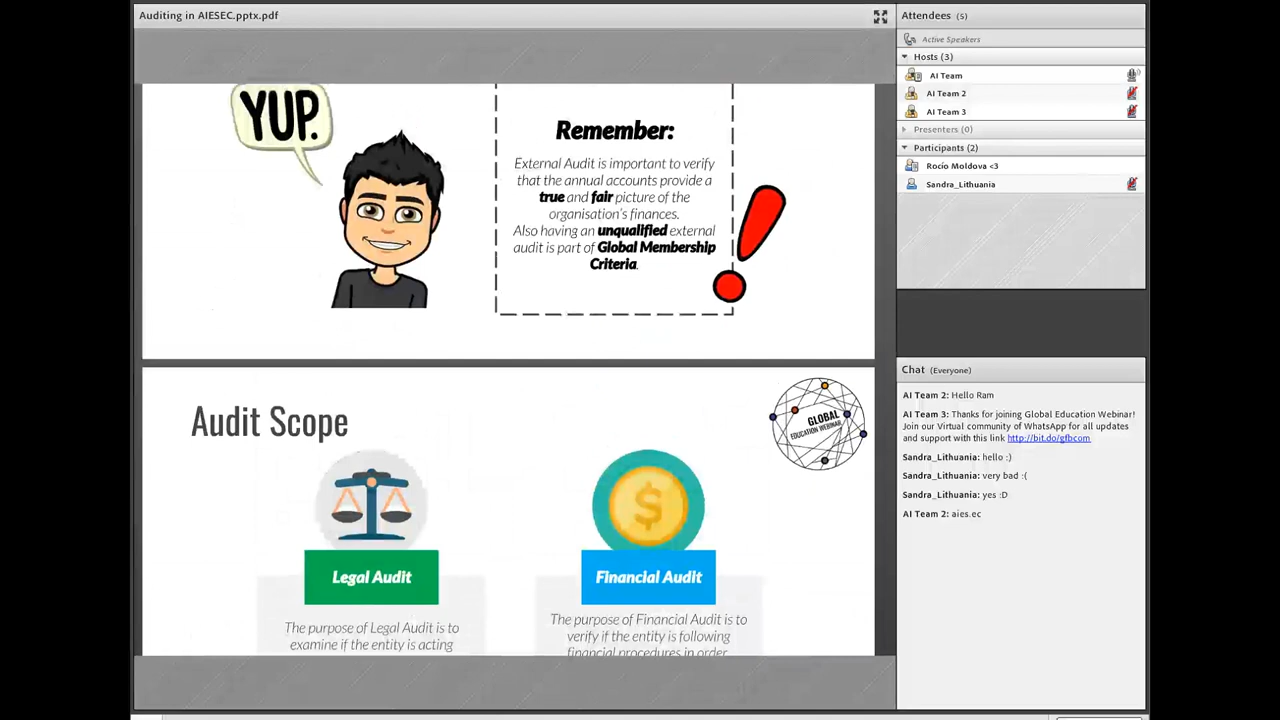 Auditing in AIESEC.pptx.pdf
YUP.
Remember:
External Audit is important to verify
that the annual accounts provide a
true and fair picture of the
organisation's finances.
Also having an unqualified external
audit is part of Global Membership
Criteria.
Audit Scope
GLOBAL
EDUCATION WEBINAR
Legal Audit
The purpose of Legal Audit is to
examine if the entity is acting
Financial Audit
The purpose of Financial Audit is to
verify if the entity is following
financial procedures in order
Attendees (5)
Active Speakers
Hosts (3)
AI Team
AI Team 2
AI Team 3
Presenters (0)
Participants (2)
Rocío Moldova <3
Sandra_Lithuania
Chat (Everyone)
AI Team 2: Hello Ram
AI Team 3: Thanks for joining Global Education Webinar!
Join our Virtual community of WhatsApp for all updates
and support with this link http://bit.do/gfbcom
Sandra_Lithuania: hello :)
Sandra_Lithuania: very bad :(
Sandra_Lithuania: yes :D
AI Team 2: aies.ec